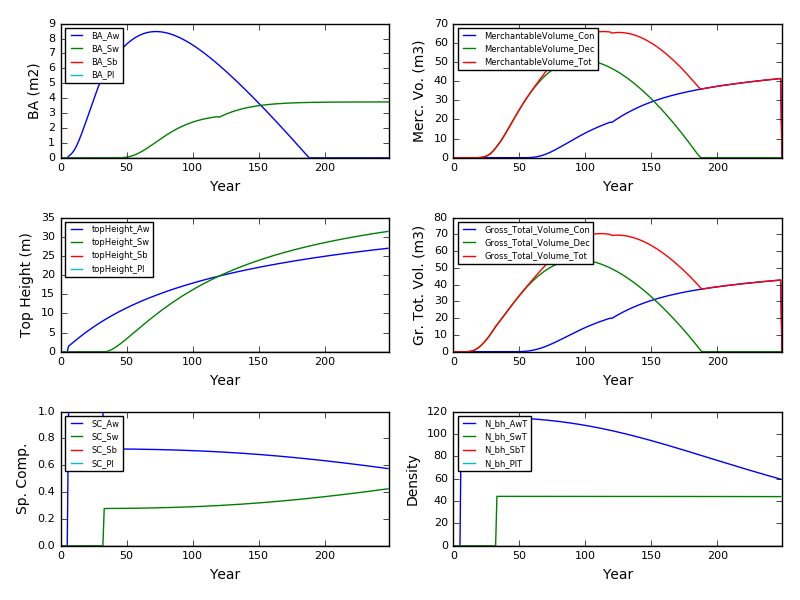 BA (m2)
9
8
7
6
5
4
3
2
1
0
BA_Aw
BA_Sw
BA_Sb
BA_Pl
0 50 100 150 200
Year
Merc. Vo. (m3)
70
60
50
40
30
20
10
0
MerchantableVolume_Con
MerchantableVolume_Dec
MerchantableVolume_Tot
0 50 100 150 200
Year
Top Height (m)
35
30
25
20
15
10
5
0
topHeight_Aw
topHeight_Sw
topHeight_Sb
topHeight_Pl
0 50 100 150 200
Year
Gr. Tot. Vol. (m3)
80
70
60
50
40
30
20
10
0
Gross_Total_Volume_Con
Gross_Total_Volume_Dec
Gross_Total_Volume_Tot
0 50 100 150 200
Year
Sp. Comp.
1.0
0.8
0.6
0.4
0.2
0.0
SC_Aw
SC_Sw
SC_Sb
SC_Pl
0 50 100 150 200
Year
Density
120
100
80
60
40
20
0
N_bh_AwT
N_bh_SwT
N_bh_SbT
N_bh_PlT
0 50 100 150 200
Year